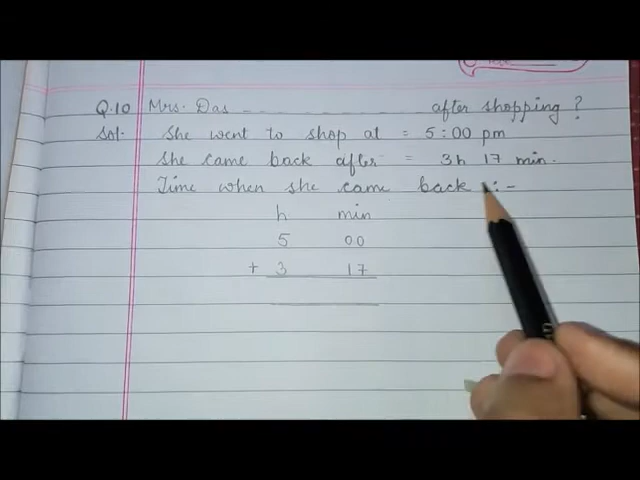 Q.10 Mrs. Das _ _ _ _ _ _ _ after shopping ?
Sol. She went to shop at = 5:00 pm
She came back after = 3h 17 min.
Time when she came back :-
h min
5 00
+ 3 17